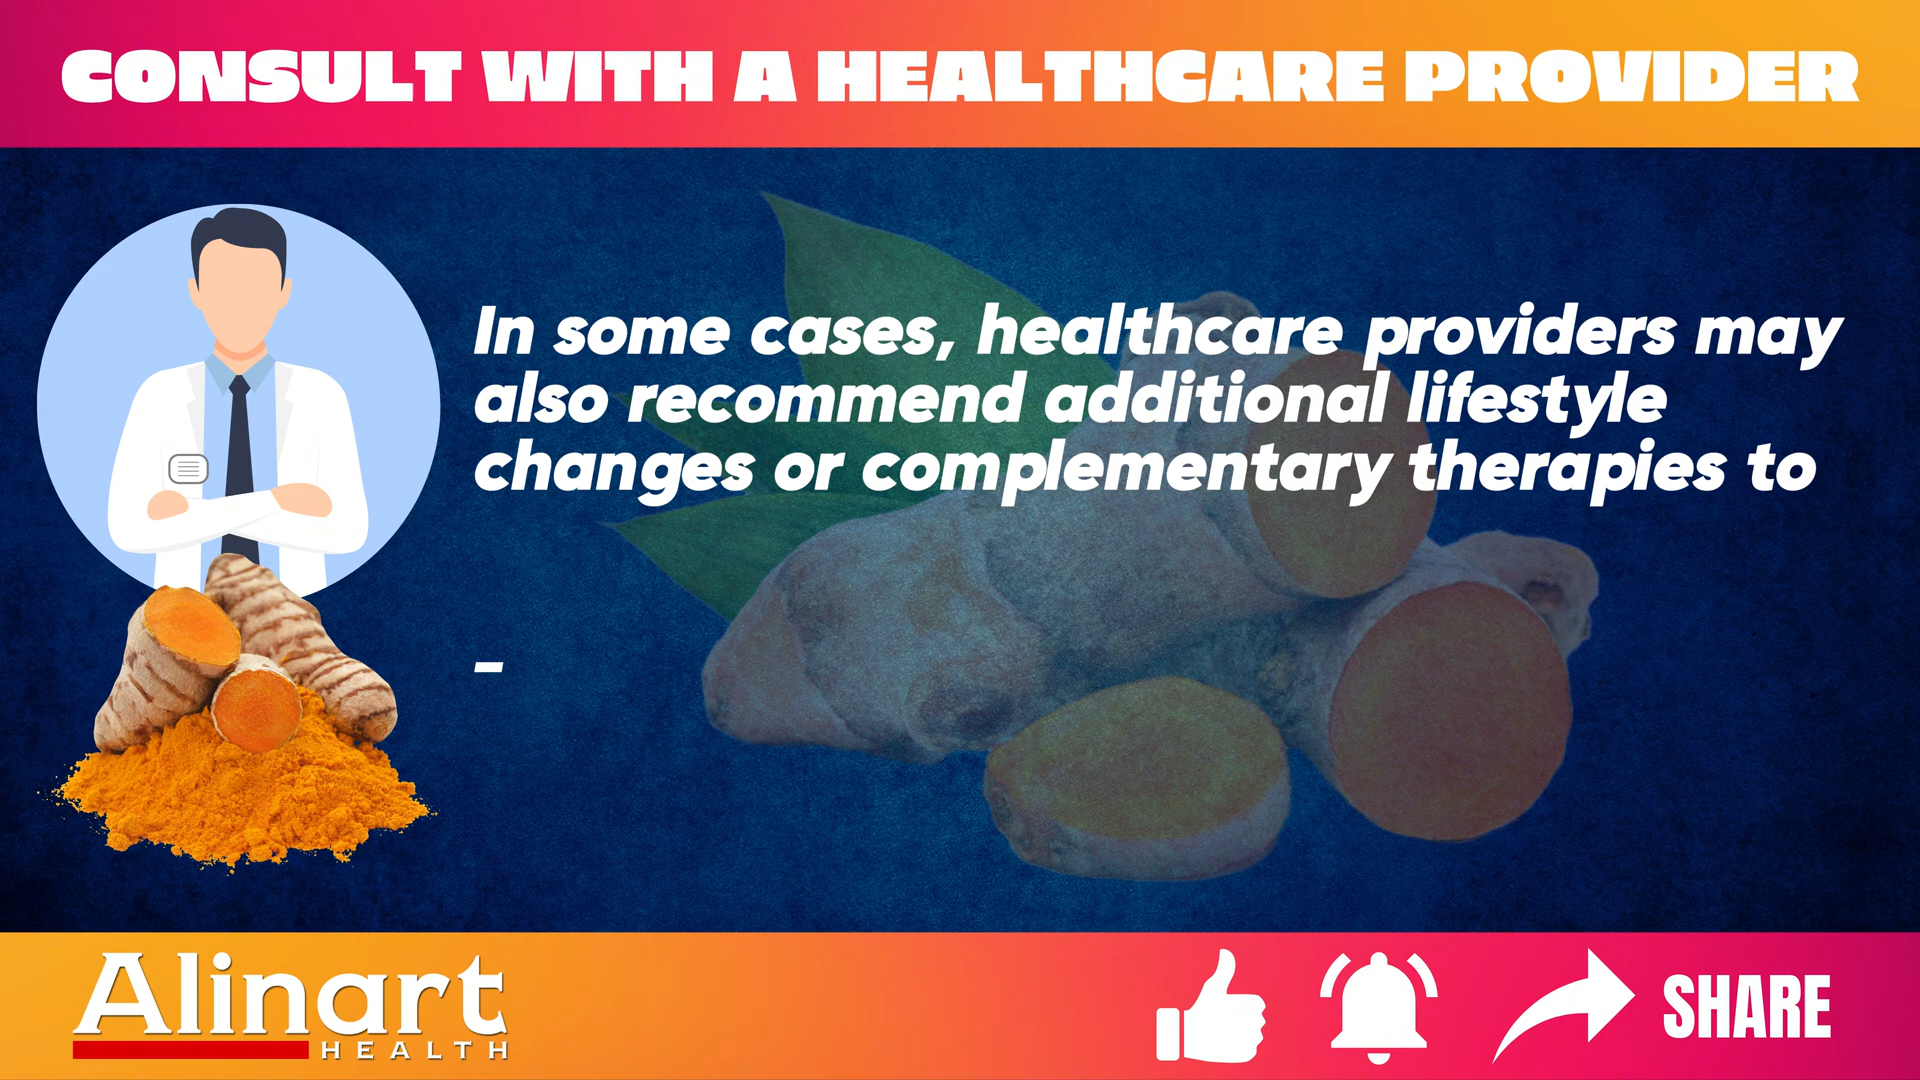 CONSULT WITH A HEALTHCARE PROVIDER
In some cases, healthcare providers may
also recommend additional lifestyle
changes or complementary therapies to
-
Alinart
HEALTH
SHARE